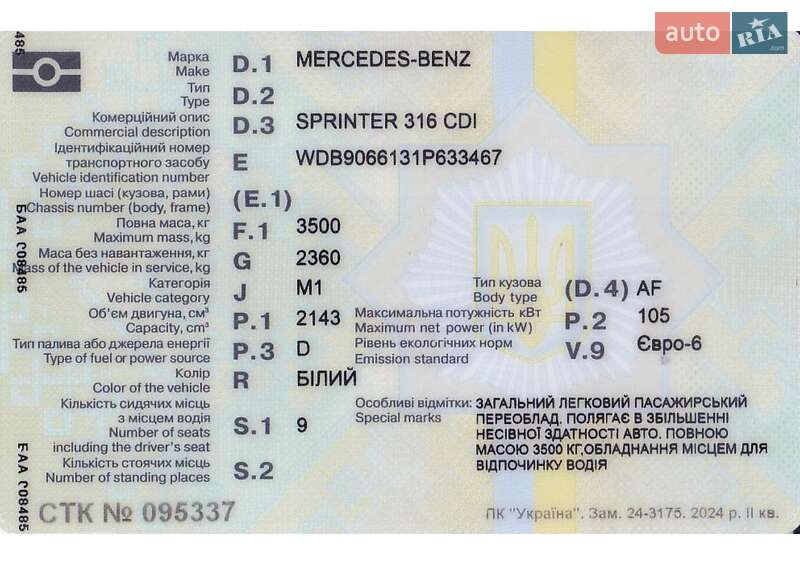 auto RIA .com
Марка
Make D.1 MERCEDES-BENZ
Тип
Type D.2
Комерційний опис
Commercial description D.3 SPRINTER 316 CDI
Ідентифікаційний номер
транспортного засобу
Vehicle identification number E WDB9066131P633467
Номер шасі (кузова, рами)
Chassis number (body, frame) (E.1)
Повна маса, кг
Maximum mass, kg F.1 3500
Маса без навантаження, кг
Mass of the vehicle in service, kg G 2360
Категорія
Vehicle category J M1
Тип кузова
Body type (D.4) AF
Об'єм двигуна, см³
Capacity, cm³ P.1 2143
Максимальна потужність кВт
Maximum net power (in kW) P.2 105
Тип палива або джерела енергії
Type of fuel or power source P.3 D
Рівень екологічних норм
Emission standard V.9 Євро-6
Колір
Color of the vehicle R БІЛИЙ
Кількість сидячих місць
з місцем водія
Number of seats
including the driver's seat S.1 9
Особливі відмітки:
Special marks
ЗАГАЛЬНИЙ ЛЕГКОВИЙ ПАСАЖИРСЬКИЙ
ПЕРЕОБЛАД. ПОЛЯГАЄ В ЗБІЛЬШЕННІ
НЕСІВНОЇ ЗДАТНОСТІ АВТО. ПОВНОЮ
МАСОЮ 3500 КГ,ОБЛАДНАННЯ МІСЦЕМ ДЛЯ
ВІДПОЧИНКУ ВОДІЯ
Кількість стоячих місць
Number of standing places S.2
СТК № 095337
ПК "Україна". Зам. 24-3175. 2024 р. II кв.
485
БАА 008485
БАА 008485